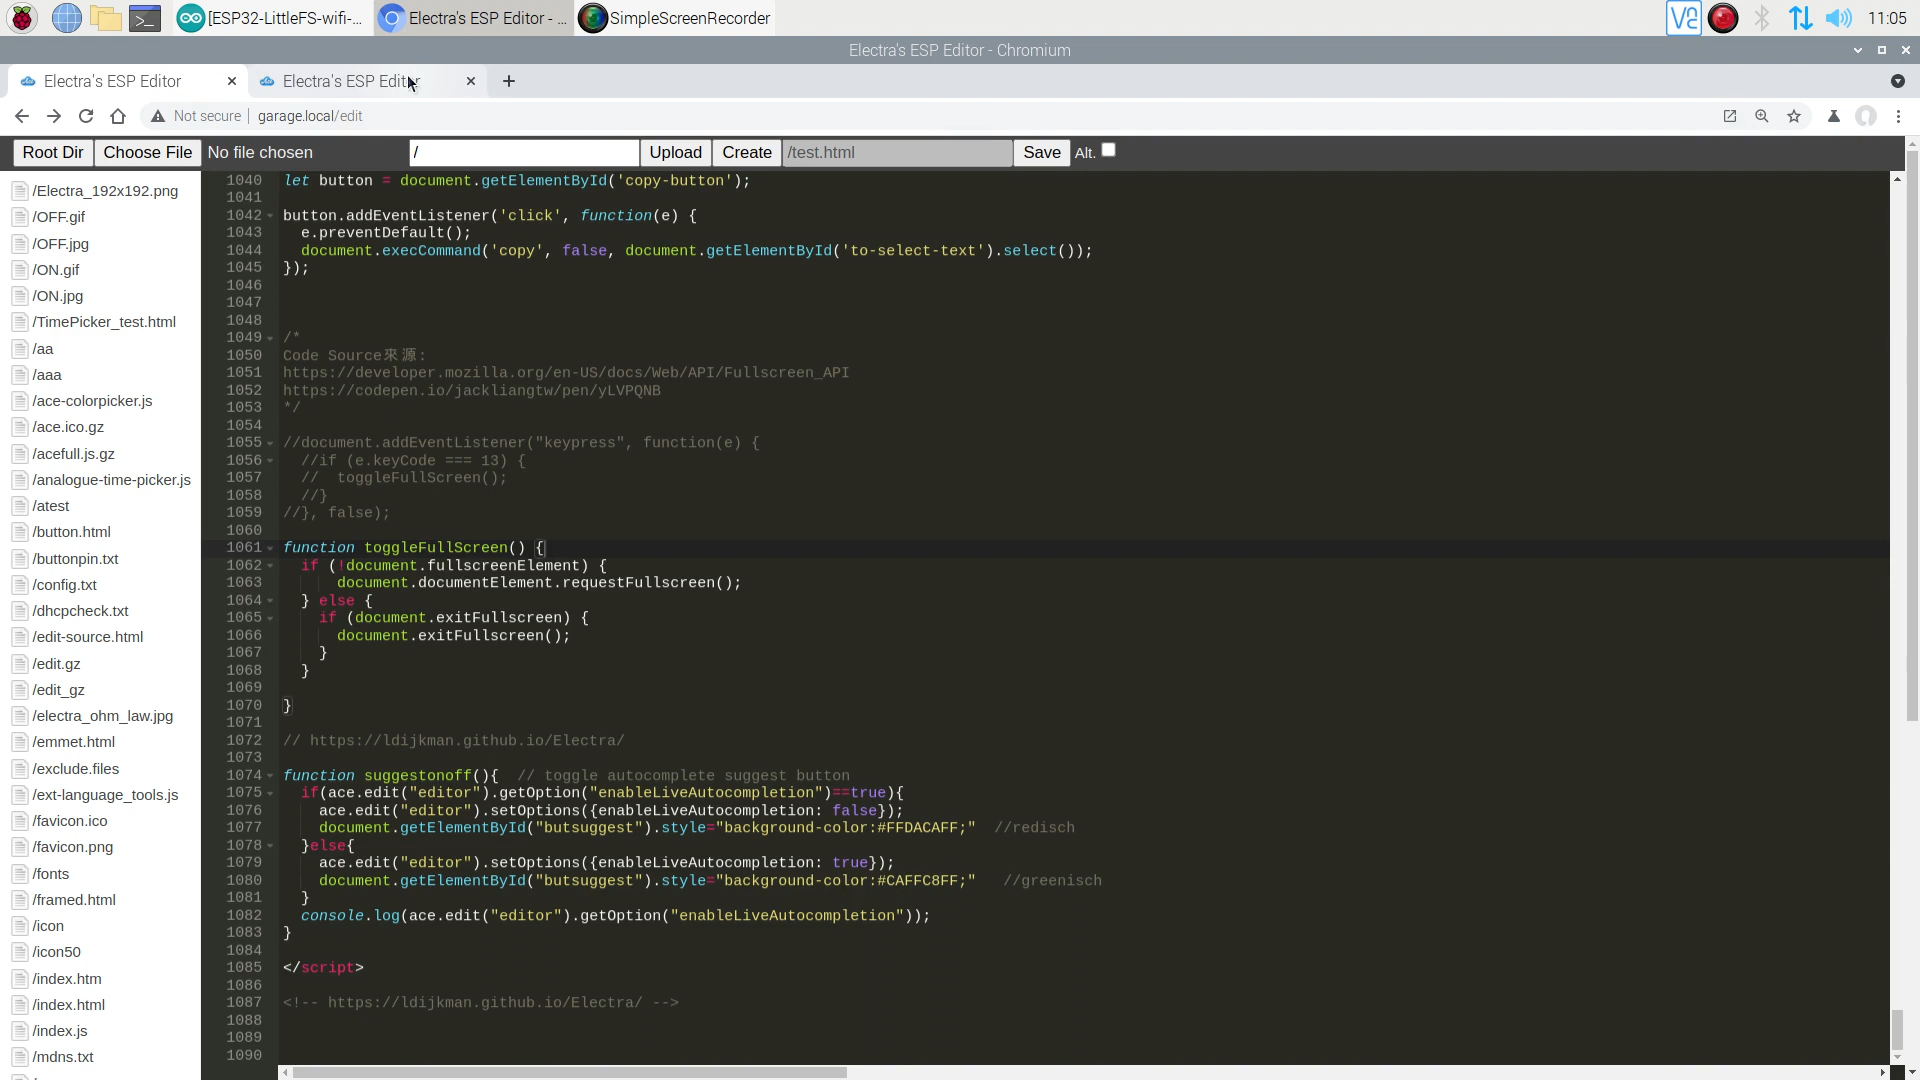 [ESP32-LittleFS-wifi-... Electra's ESP Editor - ... SimpleScreenRecorder 11:05
Electra's ESP Editor - Chromium
Electra's ESP Editor Electra's ESP Editor
Not secure garage.local/edit
Root Dir Choose File No file chosen / Upload Create /test.html Save Alt.
/Electra_192x192.png
/OFF.gif
/OFF.jpg
/ON.gif
/ON.jpg
/TimePicker_test.html
/aa
/aaa
/ace-colorpicker.js
/ace.ico.gz
/acefull.js.gz
/analogue-time-picker.js
/atest
/button.html
/buttonpin.txt
/config.txt
/dhcpcheck.txt
/edit-source.html
/edit.gz
/edit_gz
/electra_ohm_law.jpg
/emmet.html
/exclude.files
/ext-language_tools.js
/favicon.ico
/favicon.png
/fonts
/framed.html
/icon
/icon50
/index.htm
/index.html
/index.js
/mdns.txt
1040 let button = document.getElementById('copy-button');
1041
1042 button.addEventListener('click', function(e) {
1043 e.preventDefault();
1044 document.execCommand('copy', false, document.getElementById('to-select-text').select());
1045 });
1046
1047
1048
1049 /*
1050 Code Source來源:
1051 https://developer.mozilla.org/en-US/docs/Web/API/Fullscreen_API
1052 https://codepen.io/jackliangtw/pen/yLVPQNB
1053 */
1054
1055 //document.addEventListener("keypress", function(e) {
1056 //if (e.keyCode === 13) {
1057 // toggleFullScreen();
1058 //}
1059 //}, false);
1060
1061 function toggleFullScreen() {
1062 if (!document.fullscreenElement) {
1063 document.documentElement.requestFullscreen();
1064 } else {
1065 if (document.exitFullscreen) {
1066 document.exitFullscreen();
1067 }
1068 }
1069
1070 }
1071
1072 // https://ldijkman.github.io/Electra/
1073
1074 function suggestonoff(){ // toggle autocomplete suggest button
1075 if(ace.edit("editor").getOption("enableLiveAutocompletion")==true){
1076 ace.edit("editor").setOptions({enableLiveAutocompletion: false});
1077 document.getElementById("butsuggest").style="background-color:#FFDACAFF;" //redisch
1078 }else{
1079 ace.edit("editor").setOptions({enableLiveAutocompletion: true});
1080 document.getElementById("butsuggest").style="background-color:#CAFFC8FF;" //greenisch
1081 }
1082 console.log(ace.edit("editor").getOption("enableLiveAutocompletion"));
1083 }
1084
1085 </script>
1086
1087 <!-- https://ldijkman.github.io/Electra/ -->
1088
1089
1090